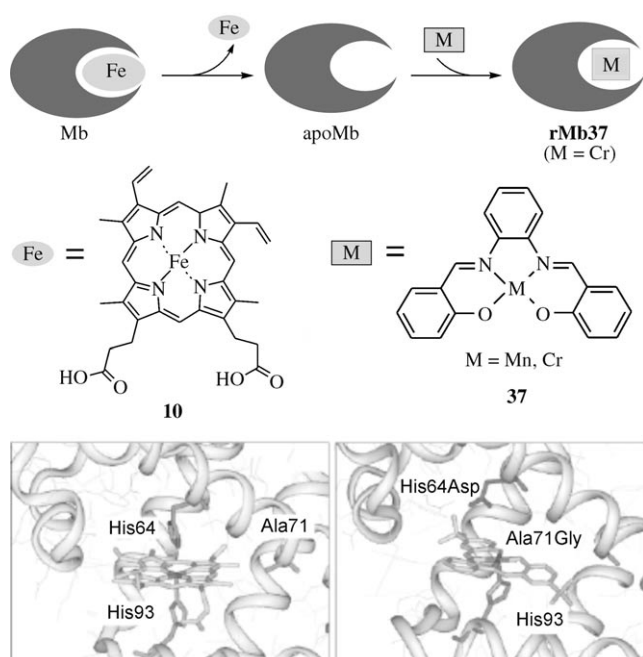 Fe
M
Fe
M
Mb
apoMb
rMb37
(M = Cr)
Fe
=
N
N
Fe
N
N
HO
O
HO
O
10
M
=
N
N
M
O
O
M = Mn, Cr
37
His64
Ala71
His93
His64Asp
Ala71Gly
His93